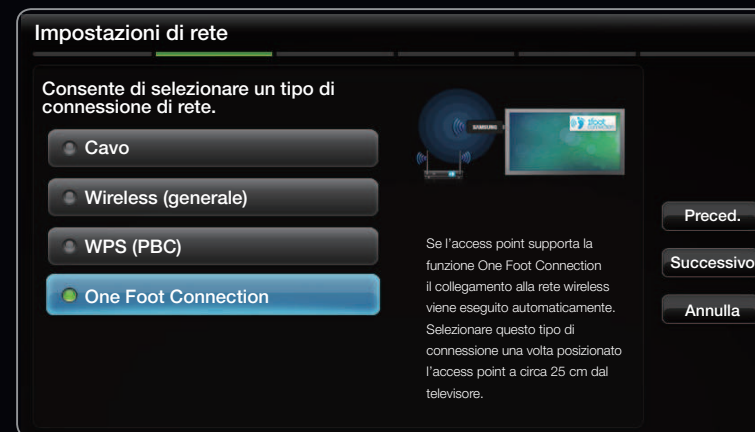 Impostazioni di rete
Consente di selezionare un tipo di
connessione di rete.
Cavo
Wireless (generale)
WPS (PBC)
One Foot Connection
SAMSUNG
Se l'access point supporta la
funzione One Foot Connection
il collegamento alla rete wireless
viene eseguito automaticamente.
Selezionare questo tipo di
connessione una volta posizionato
l'access point a circa 25 cm dal
televisore.
Preced.
Successivo
Annulla